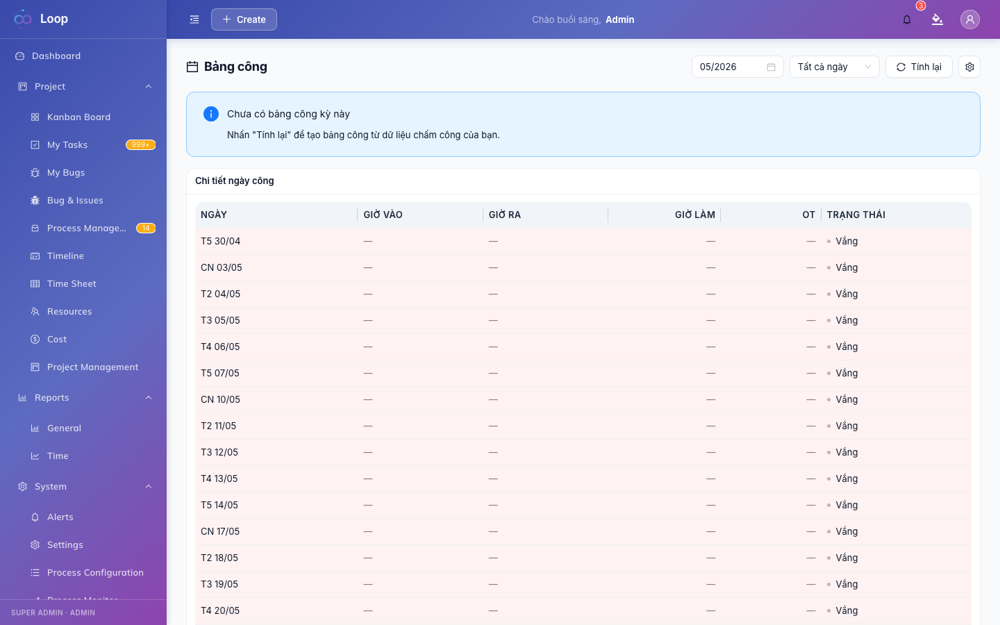 Loop
Create
Chào buổi sáng, Admin
3
Dashboard
Project
Kanban Board
My Tasks 999+
My Bugs
Bug & Issues
Process Manage... 14
Timeline
Time Sheet
Resources
Cost
Project Management
Reports
General
Time
System
Alerts
Settings
Process Configuration
Process Monitor
SUPER ADMIN · ADMIN
Bảng công
05/2026
Tất cả ngày
Tính lại
Chưa có bảng công kỳ này
Nhấn "Tính lại" để tạo bảng công từ dữ liệu chấm công của bạn.
Chi tiết ngày công
NGÀY GIỜ VÀO GIỜ RA GIỜ LÀM OT TRẠNG THÁI
T5 30/04 — — — — Vắng
CN 03/05 — — — — Vắng
T2 04/05 — — — — Vắng
T3 05/05 — — — — Vắng
T4 06/05 — — — — Vắng
T5 07/05 — — — — Vắng
CN 10/05 — — — — Vắng
T2 11/05 — — — — Vắng
T3 12/05 — — — — Vắng
T4 13/05 — — — — Vắng
T5 14/05 — — — — Vắng
CN 17/05 — — — — Vắng
T2 18/05 — — — — Vắng
T3 19/05 — — — — Vắng
T4 20/05 — — — — Vắng